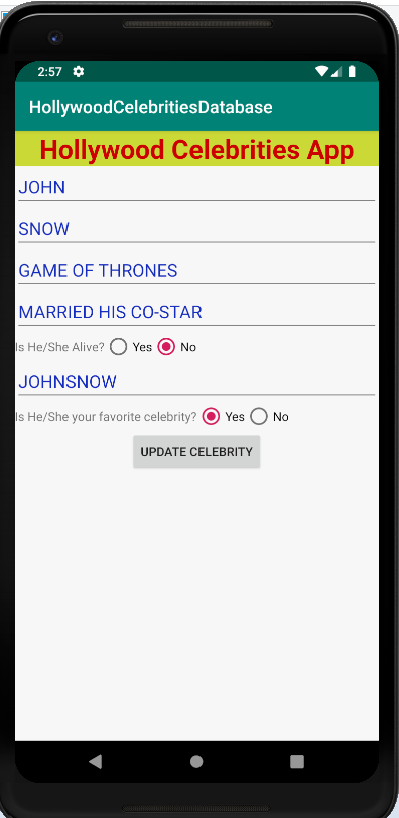 2:57
HollywoodCelebritiesDatabase
Hollywood Celebrities App
JOHN
SNOW
GAME OF THRONES
MARRIED HIS CO-STAR
Is He/She Alive? Yes No
JOHNSNOW
Is He/She your favorite celebrity? Yes No
UPDATE CELEBRITY